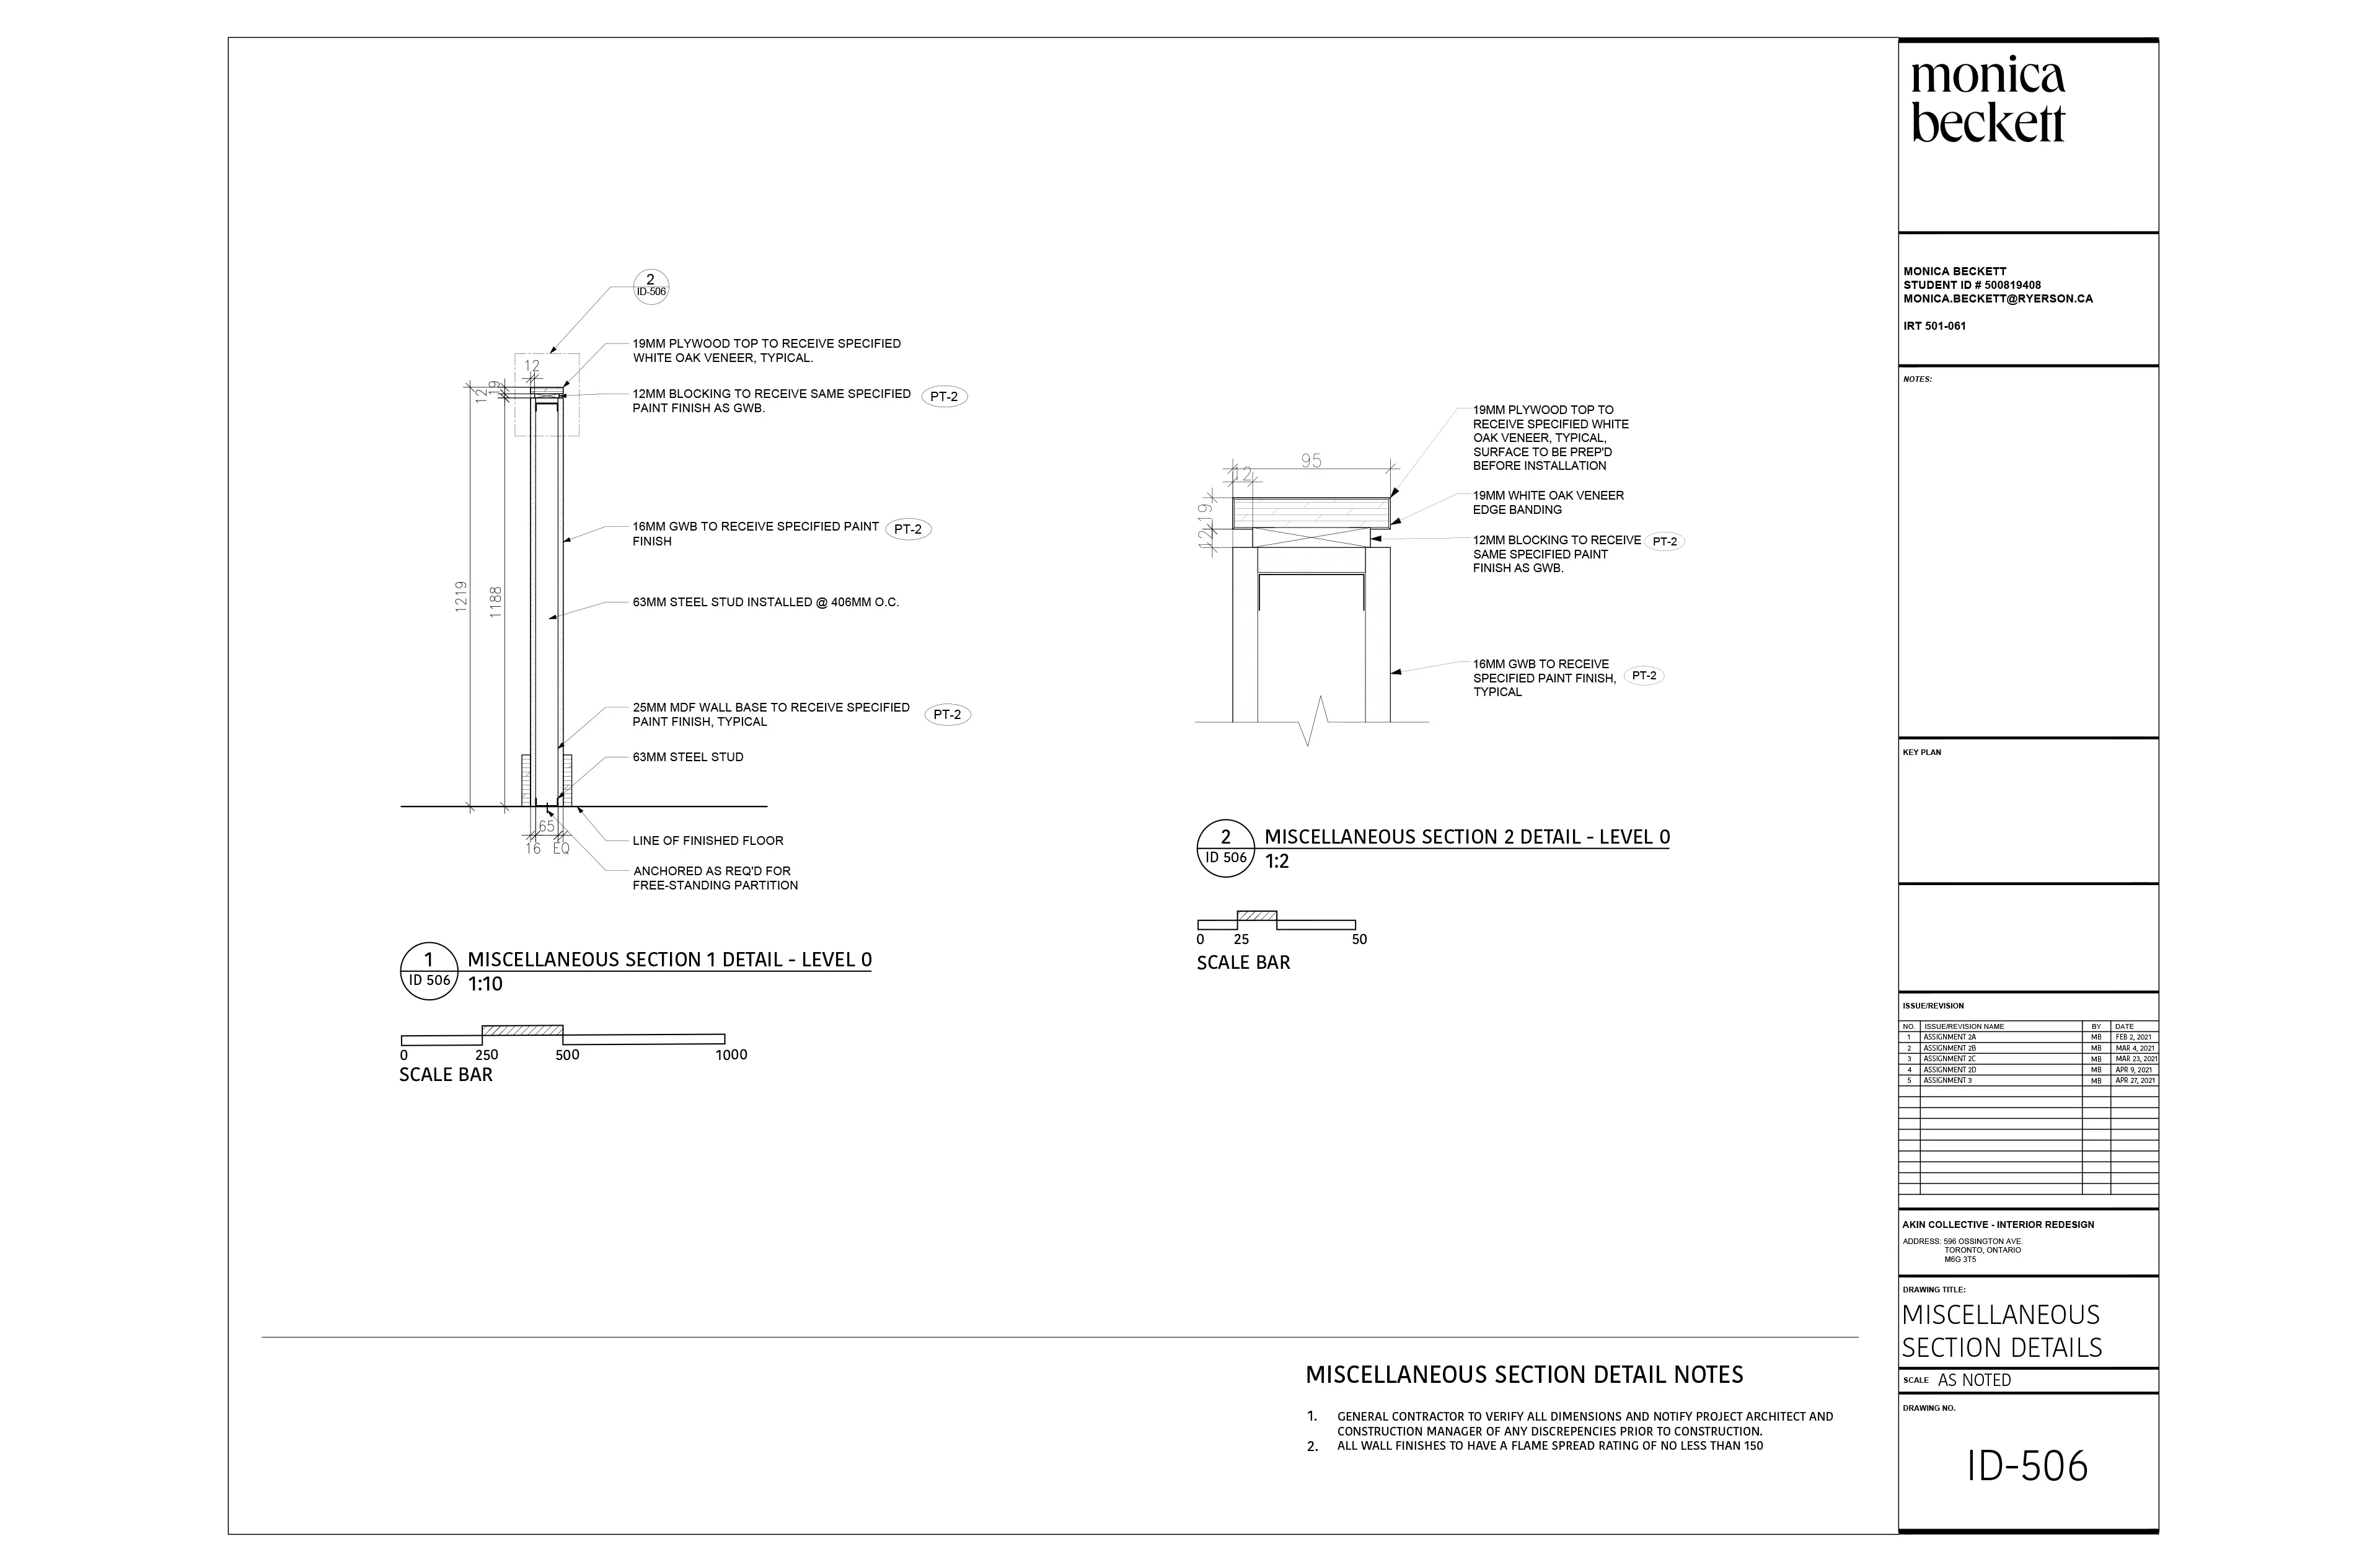 monica
beckett
MONICA BECKETT
STUDENT ID # 500819408
MONICA.BECKETT@RYERSON.CA
IRT 501-061
NOTES:
KEY PLAN
2
ID-506
19MM PLYWOOD TOP TO RECEIVE SPECIFIED
WHITE OAK VENEER, TYPICAL.
12
19
12
12MM BLOCKING TO RECEIVE SAME SPECIFIED
PAINT FINISH AS GWB.
PT-2
16MM GWB TO RECEIVE SPECIFIED PAINT
FINISH
PT-2
1219
1188
63MM STEEL STUD INSTALLED @ 406MM O.C.
25MM MDF WALL BASE TO RECEIVE SPECIFIED
PAINT FINISH, TYPICAL
PT-2
63MM STEEL STUD
65
16 EQ
LINE OF FINISHED FLOOR
ANCHORED AS REQ'D FOR
FREE-STANDING PARTITION
1
ID 506
MISCELLANEOUS SECTION 1 DETAIL - LEVEL 0
1:10
0 250 500 1000
SCALE BAR
19MM PLYWOOD TOP TO
RECEIVE SPECIFIED WHITE
OAK VENEER, TYPICAL,
SURFACE TO BE PREP'D
BEFORE INSTALLATION
95
12
19
12
19MM WHITE OAK VENEER
EDGE BANDING
12MM BLOCKING TO RECEIVE
SAME SPECIFIED PAINT
FINISH AS GWB.
PT-2
16MM GWB TO RECEIVE
SPECIFIED PAINT FINISH,
TYPICAL
PT-2
2
ID 506
MISCELLANEOUS SECTION 2 DETAIL - LEVEL 0
1:2
0 25 50
SCALE BAR
MISCELLANEOUS SECTION DETAIL NOTES
1. GENERAL CONTRACTOR TO VERIFY ALL DIMENSIONS AND NOTIFY PROJECT ARCHITECT AND
CONSTRUCTION MANAGER OF ANY DISCREPENCIES PRIOR TO CONSTRUCTION.
2. ALL WALL FINISHES TO HAVE A FLAME SPREAD RATING OF NO LESS THAN 150
ISSUE/REVISION
NO. ISSUE/REVISION NAME BY DATE
1 ASSIGNMENT 2A MB FEB 2, 2021
2 ASSIGNMENT 2B MB MAR 4, 2021
3 ASSIGNMENT 2C MB MAR 23, 2021
4 ASSIGNMENT 2D MB APR 9, 2021
5 ASSIGNMENT 3 MB APR 27, 2021
AKIN COLLECTIVE - INTERIOR REDESIGN
ADDRESS: 596 OSSINGTON AVE.
TORONTO, ONTARIO
M6G 3T5
DRAWING TITLE:
MISCELLANEOUS
SECTION DETAILS
SCALE AS NOTED
DRAWING NO.
ID-506